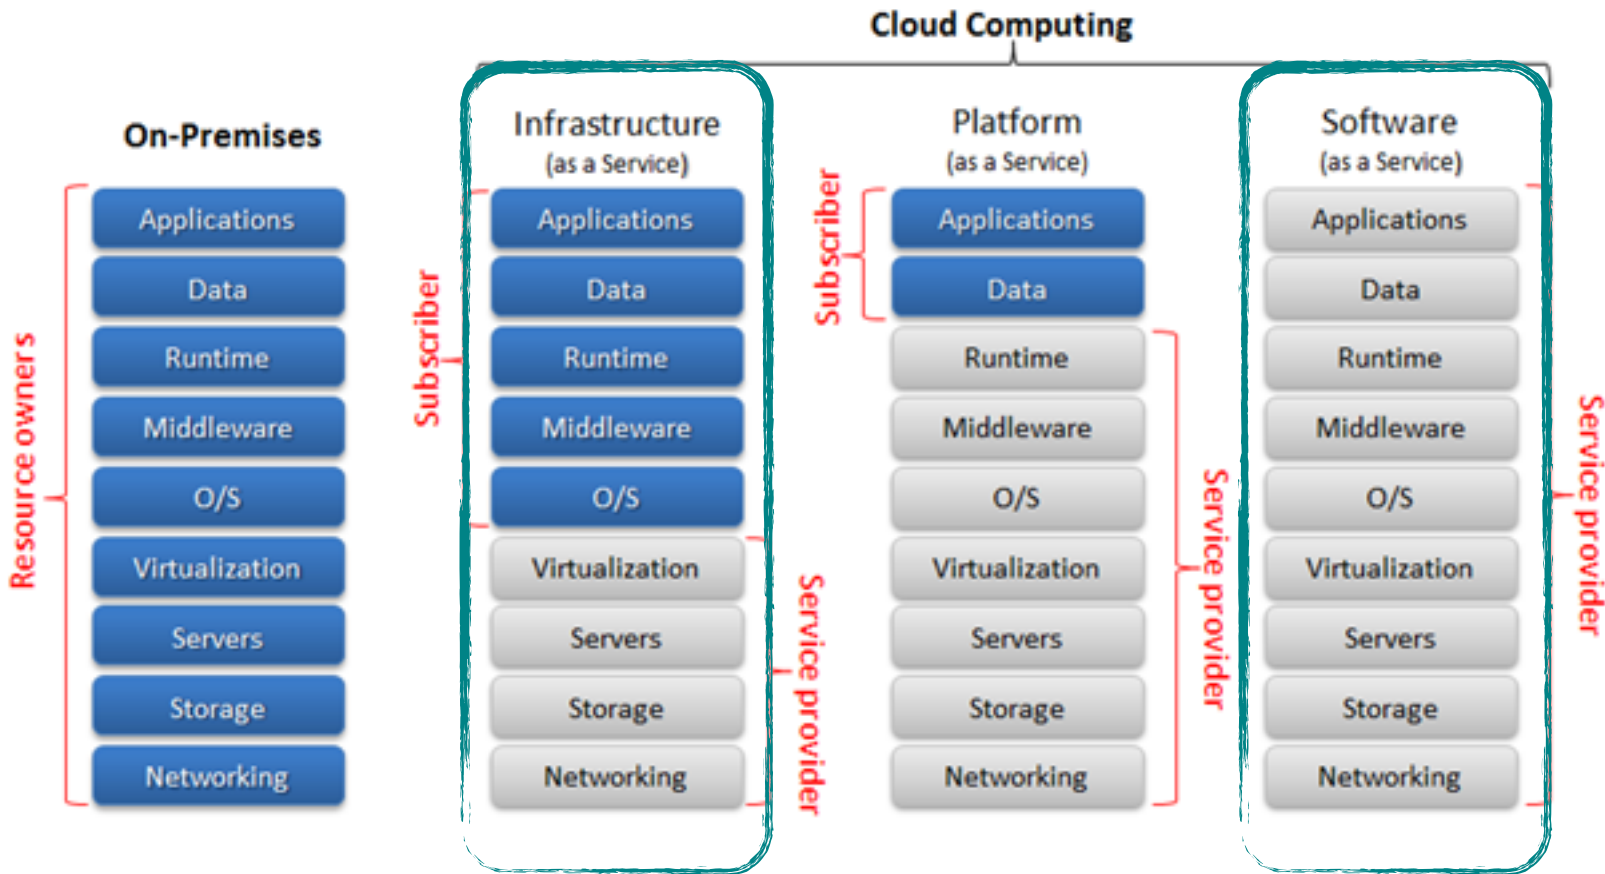 Cloud Computing
On-Premises
Resource owners
Applications
Data
Runtime
Middleware
O/S
Virtualization
Servers
Storage
Networking
Infrastructure
(as a Service)
Subscriber
Applications
Data
Runtime
Middleware
O/S
Virtualization
Servers
Storage
Networking
Service provider
Platform
(as a Service)
Subscriber
Applications
Data
Runtime
Middleware
O/S
Virtualization
Servers
Storage
Networking
Service provider
Software
(as a Service)
Applications
Data
Runtime
Middleware
O/S
Virtualization
Servers
Storage
Networking
Service provider